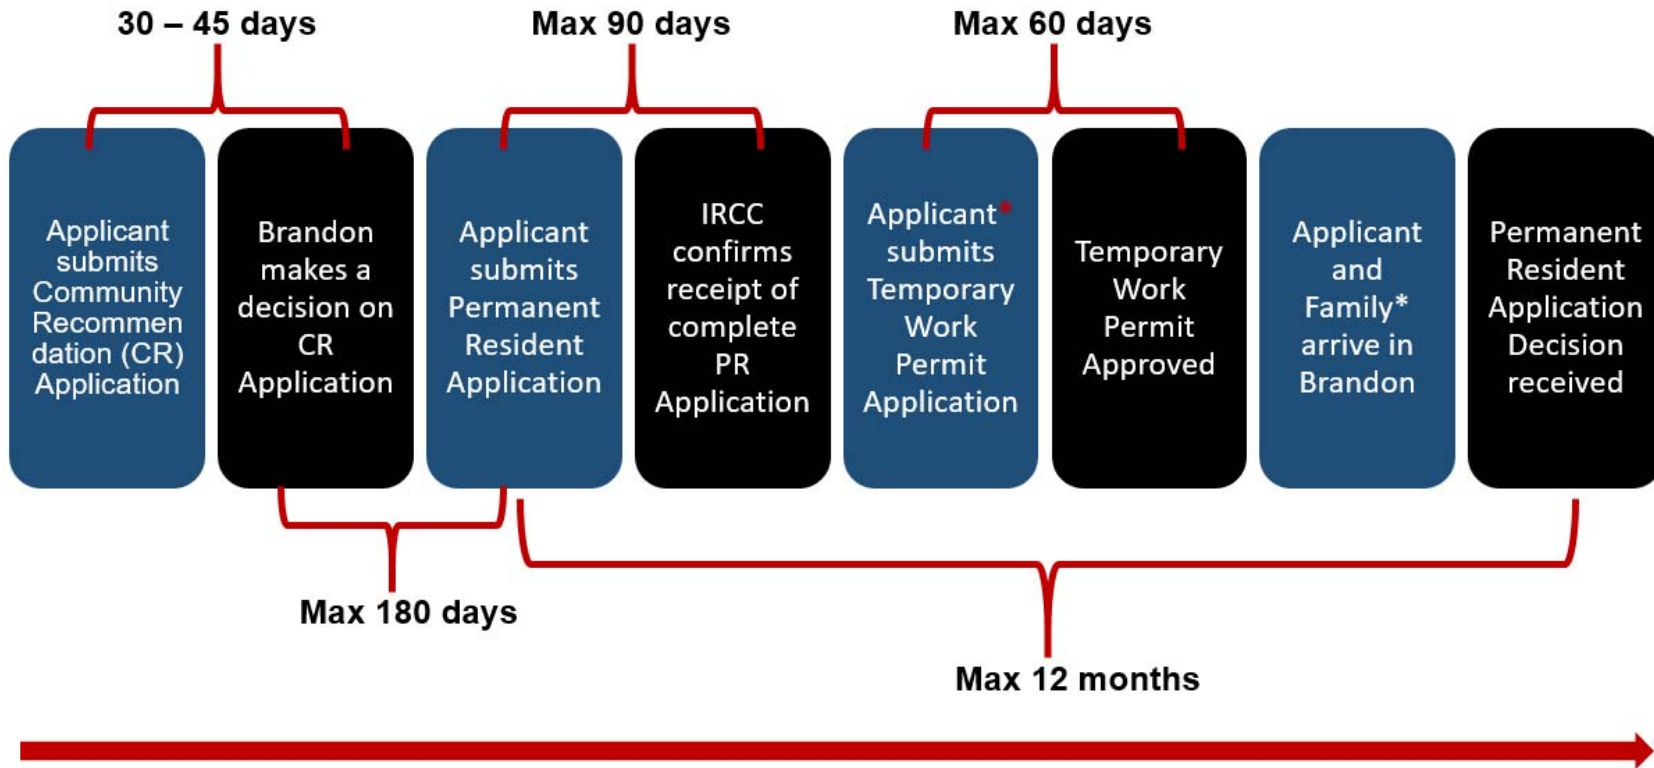 30 – 45 days
Max 90 days
Max 60 days
Applicant
submits
Community
Recommen
dation (CR)
Application
Brandon
makes a
decision on
CR
Application
Applicant
submits
Permanent
Resident
Application
IRCC
confirms
receipt of
complete
PR
Application
Applicant*
submits
Temporary
Work
Permit
Application
Temporary
Work
Permit
Approved
Applicant
and
Family*
arrive in
Brandon
Permanent
Resident
Application
Decision
received
Max 180 days
Max 12 months